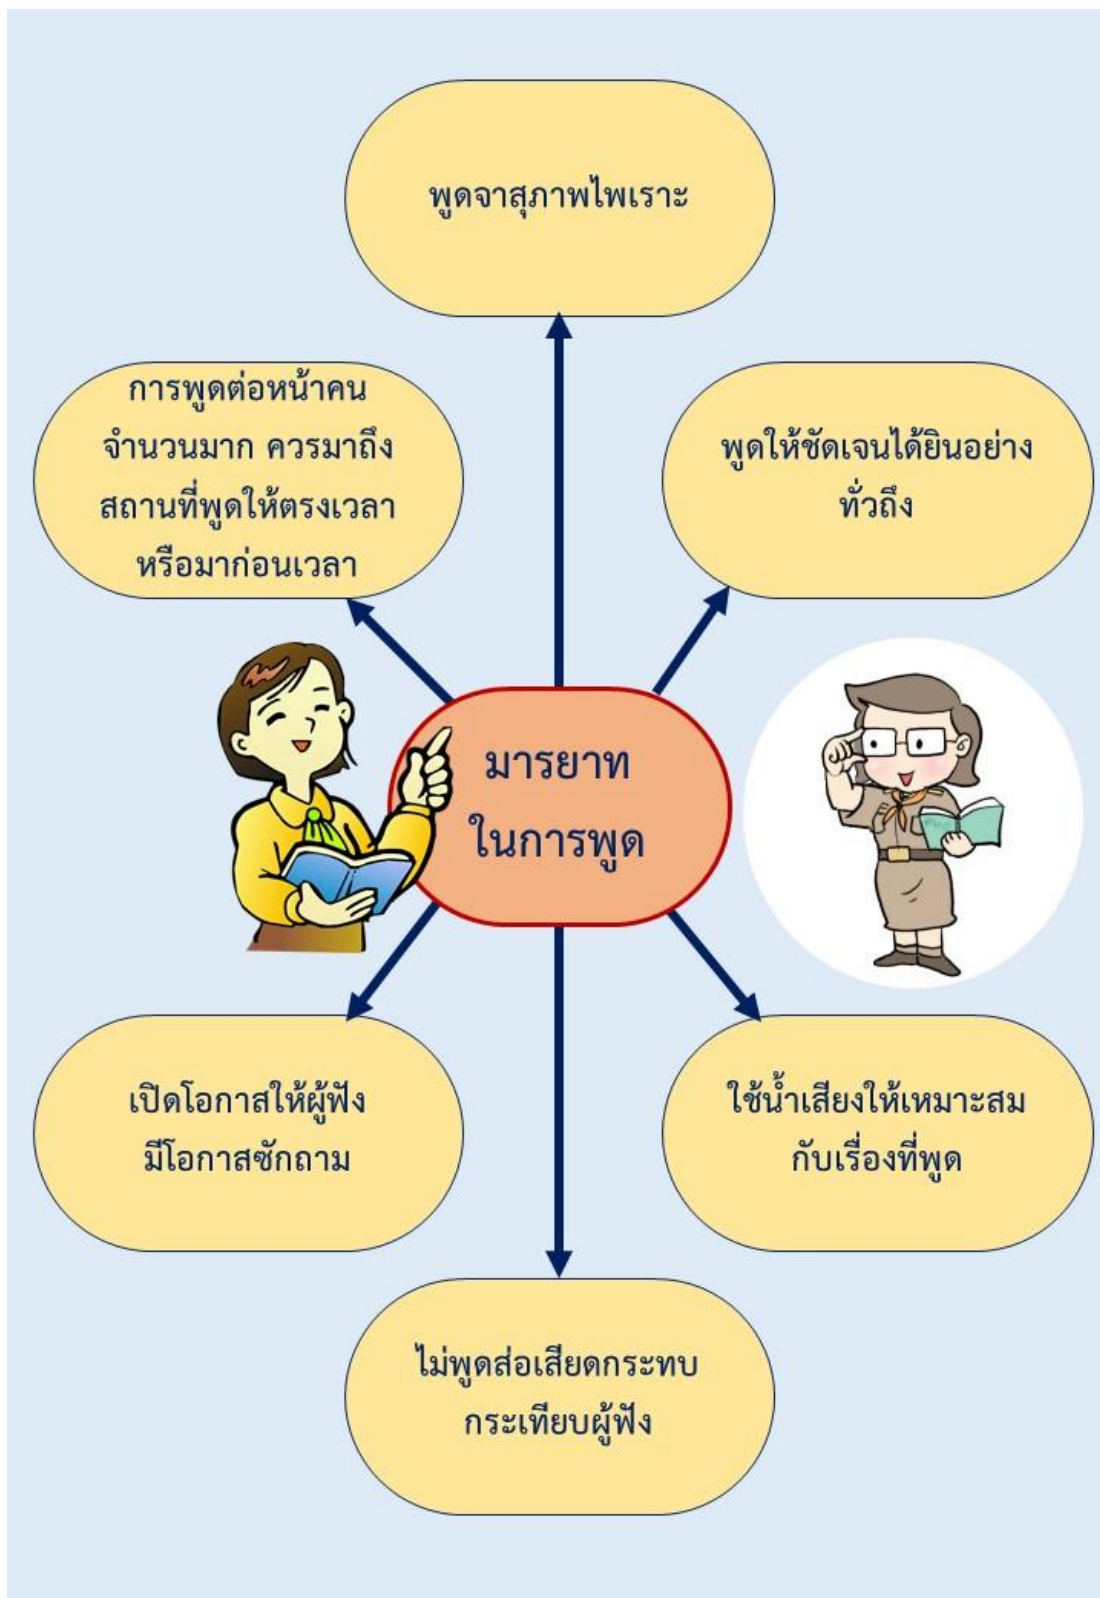 พูดจาสุภาพไพเราะ
การพูดต่อหน้าคน
จำนวนมาก ควรมาถึง
สถานที่พูดให้ตรงเวลา
หรือมาก่อนเวลา
พูดให้ชัดเจนได้ยินอย่าง
ทั่วถึง
มารยาท
ในการพูด
เปิดโอกาสให้ผู้ฟัง
มีโอกาสซักถาม
ใช้น้ำเสียงให้เหมาะสม
กับเรื่องที่พูด
ไม่พูดส่อเสียดกระทบ
กระเทียบผู้ฟัง